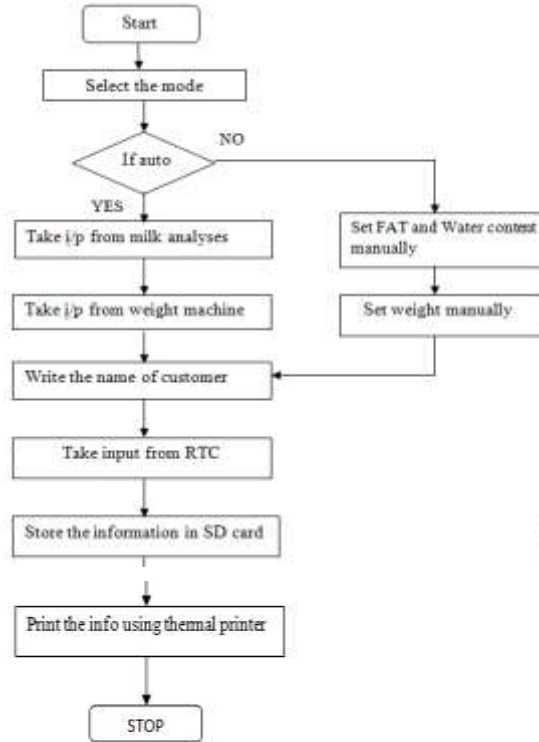 Start
Select the mode
If auto
NO
YES
Take i/p from milk analyses
Set FAT and Water content
manually
Take i/p from weight machine
Set weight manually
Write the name of customer
Take input from RTC
Store the information in SD card
Print the info using thermal printer
STOP